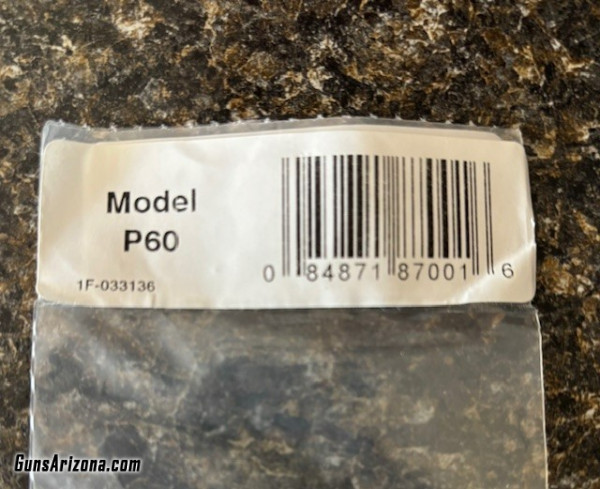 Model
P60
1F-033136
0 84871 87001 6
GunsArizona.com